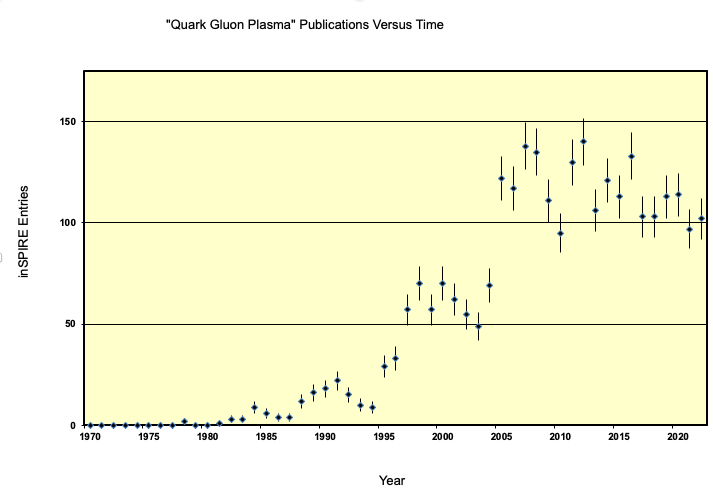 "Quark Gluon Plasma" Publications Versus Time
150
100
50
0
inSPIRE Entries
1970 1975 1980 1985 1990 1995 2000 2005 2010 2015 2020
Year